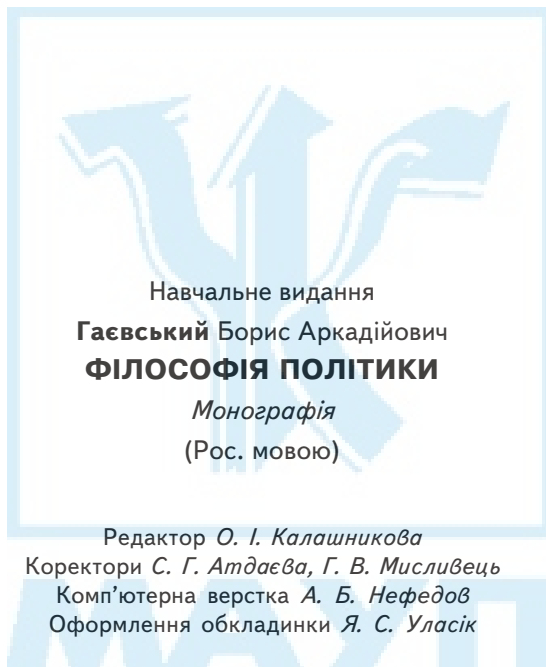 Навчальне видання
Гаєвський Борис Аркадійович
ФІЛОСОФІЯ ПОЛІТИКИ
Монографія
(Рос. мовою)
Редактор О. І. Калашникова
Коректори С. Г. Атдаєва, Г. В. Мисливець
Комп’ютерна верстка А. Б. Нефедов
Оформлення обкладинки Я. С. Уласік
МАУП